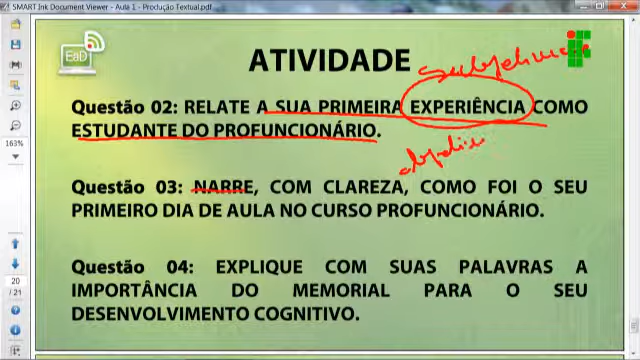 SMART Ink Document Viewer - Aula 1 - Produção Textual.pdf
EaD
ATIVIDADE
Questão 02: RELATE A SUA PRIMEIRA EXPERIÊNCIA COMO
ESTUDANTE DO PROFUNCIONÁRIO.
Questão 03: NARRE, COM CLAREZA, COMO FOI O SEU
PRIMEIRO DIA DE AULA NO CURSO PROFUNCIONÁRIO.
Questão 04: EXPLIQUE COM SUAS PALAVRAS A
IMPORTÂNCIA DO MEMORIAL PARA O SEU
DESENVOLVIMENTO COGNITIVO.
163%
20
/ 21